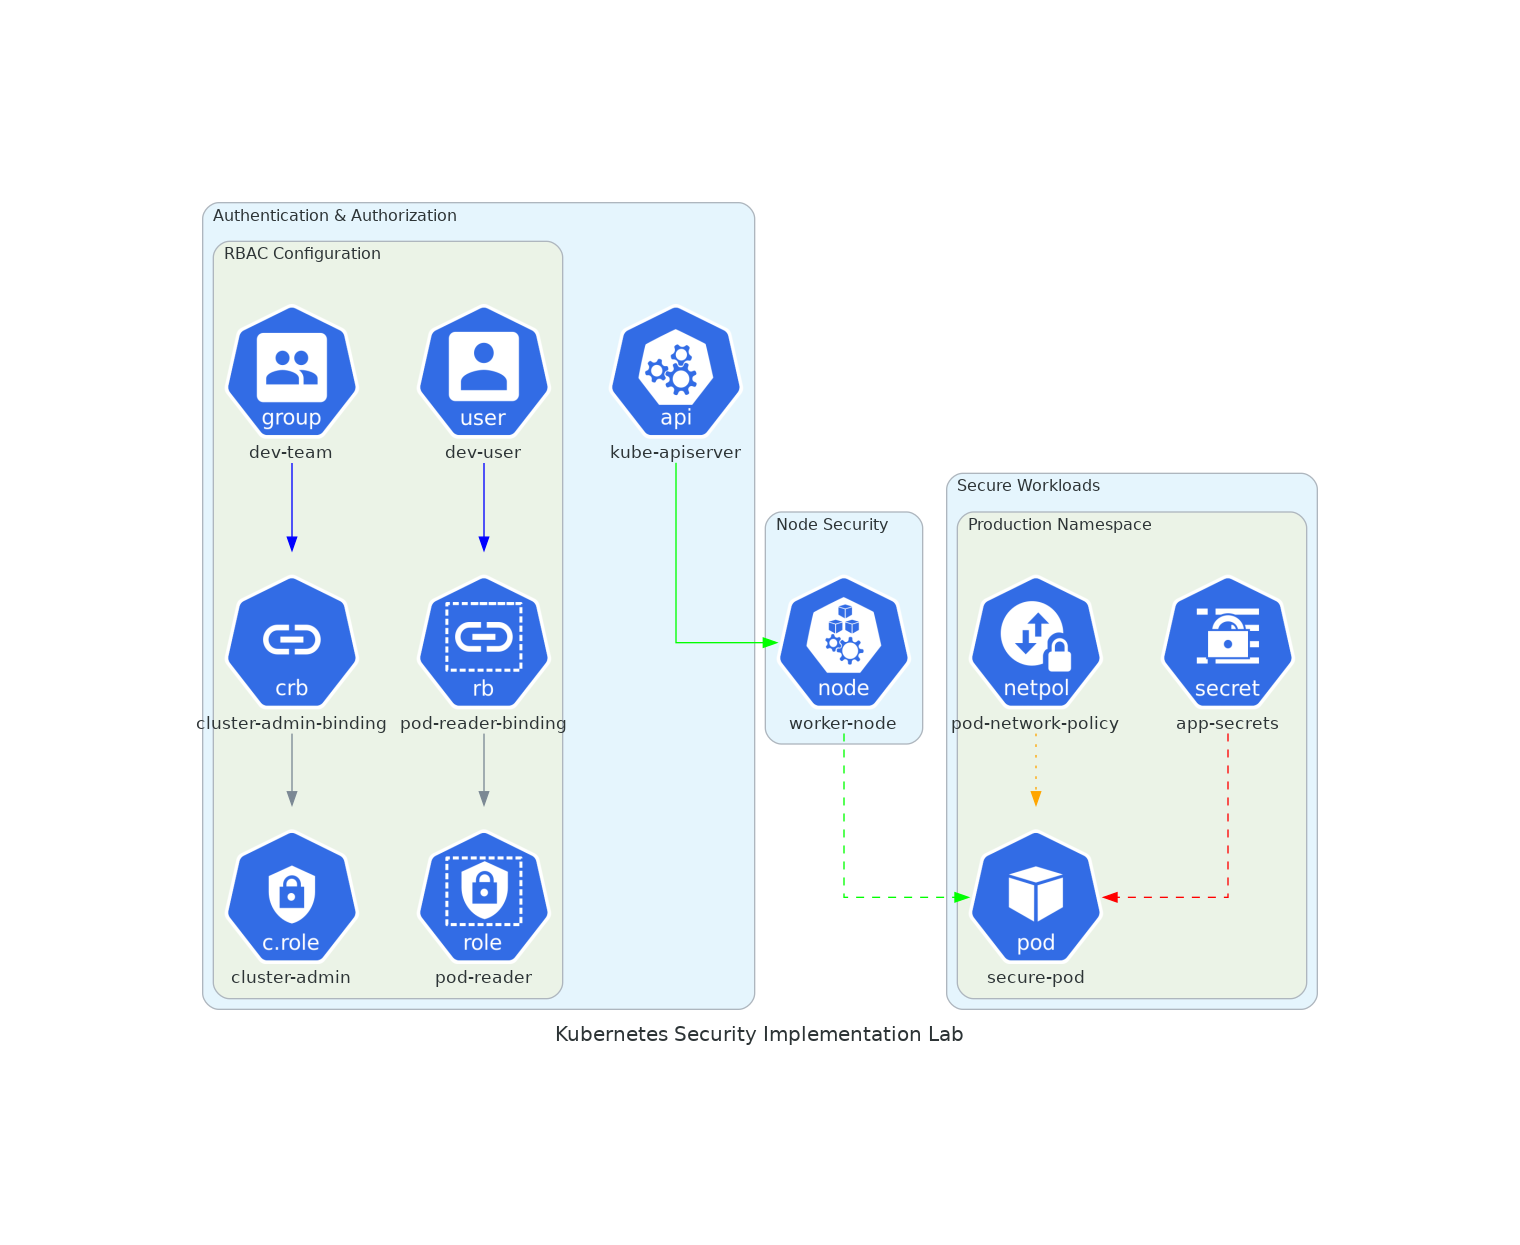 Authentication & Authorization
RBAC Configuration
group
user
api
dev-team
dev-user
kube-apiserver
Secure Workloads
Node Security
Production Namespace
crb
rb
node
netpol
secret
cluster-admin-binding
pod-reader-binding
worker-node
pod-network-policy
app-secrets
c.role
role
pod
cluster-admin
pod-reader
secure-pod
Kubernetes Security Implementation Lab